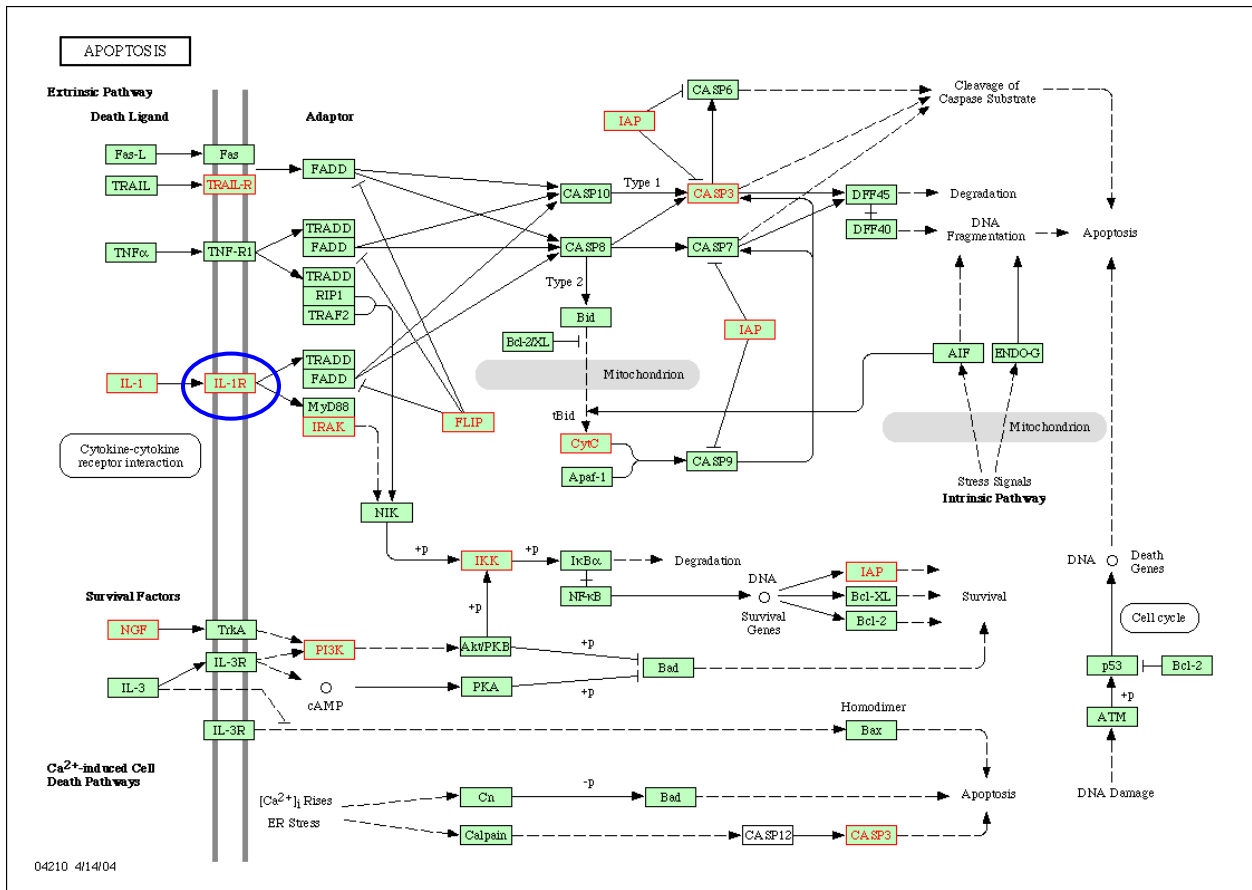 APOPTOSIS
Extrinsic Pathway
Death Ligand
Adaptor
Fas-L
Fas
TRAIL
TRAIL-R
FADD
TNFα
TNF-R1
TRADD
FADD
TRADD
RIP1
TRAF2
IL-1
IL-1R
TRADD
FADD
MyD88
IRAK
FLIP
Cytokine-cytokine
receptor interaction
NIK
CASP6
IAP
CASP10
Type 1
CASP3
CASP8
CASP7
Type 2
Bid
Bcl-2/XL
IAP
Mitochondrion
tBid
CytC
Apaf-1
CASP9
Cleavage of
Caspase Substrate
DFF45
Degradation
DFF40
DNA
Fragmentation
Apoptosis
AIF
ENDO-G
Mitochondrion
Stress Signals
Intrinsic Pathway
+p
IKK
+p
IκBα
Degradation
NF-κB
+p
DNA
Survival
Genes
IAP
Bcl-XL
Bcl-2
Survival
DNA
Death
Genes
Cell cycle
p53
Bcl-2
+p
ATM
DNA Damage
Survival Factors
NGF
TrkA
PI3K
Akt/PKB
+p
IL-3R
IL-3
cAMP
PKA
+p
Bad
IL-3R
Homodimer
Bax
Ca2+-induced Cell
Death Pathways
[Ca2+]i Rises
ER Stress
Cn
-p
Bad
Apoptosis
Calpain
CASP12
CASP3
04210 4/14/04